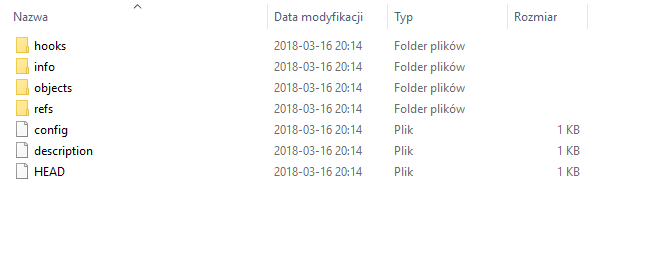 Nazwa Data modyfikacji Typ Rozmiar
hooks 2018-03-16 20:14 Folder plików
info 2018-03-16 20:14 Folder plików
objects 2018-03-16 20:14 Folder plików
refs 2018-03-16 20:14 Folder plików
config 2018-03-16 20:14 Plik 1 KB
description 2018-03-16 20:14 Plik 1 KB
HEAD 2018-03-16 20:14 Plik 1 KB